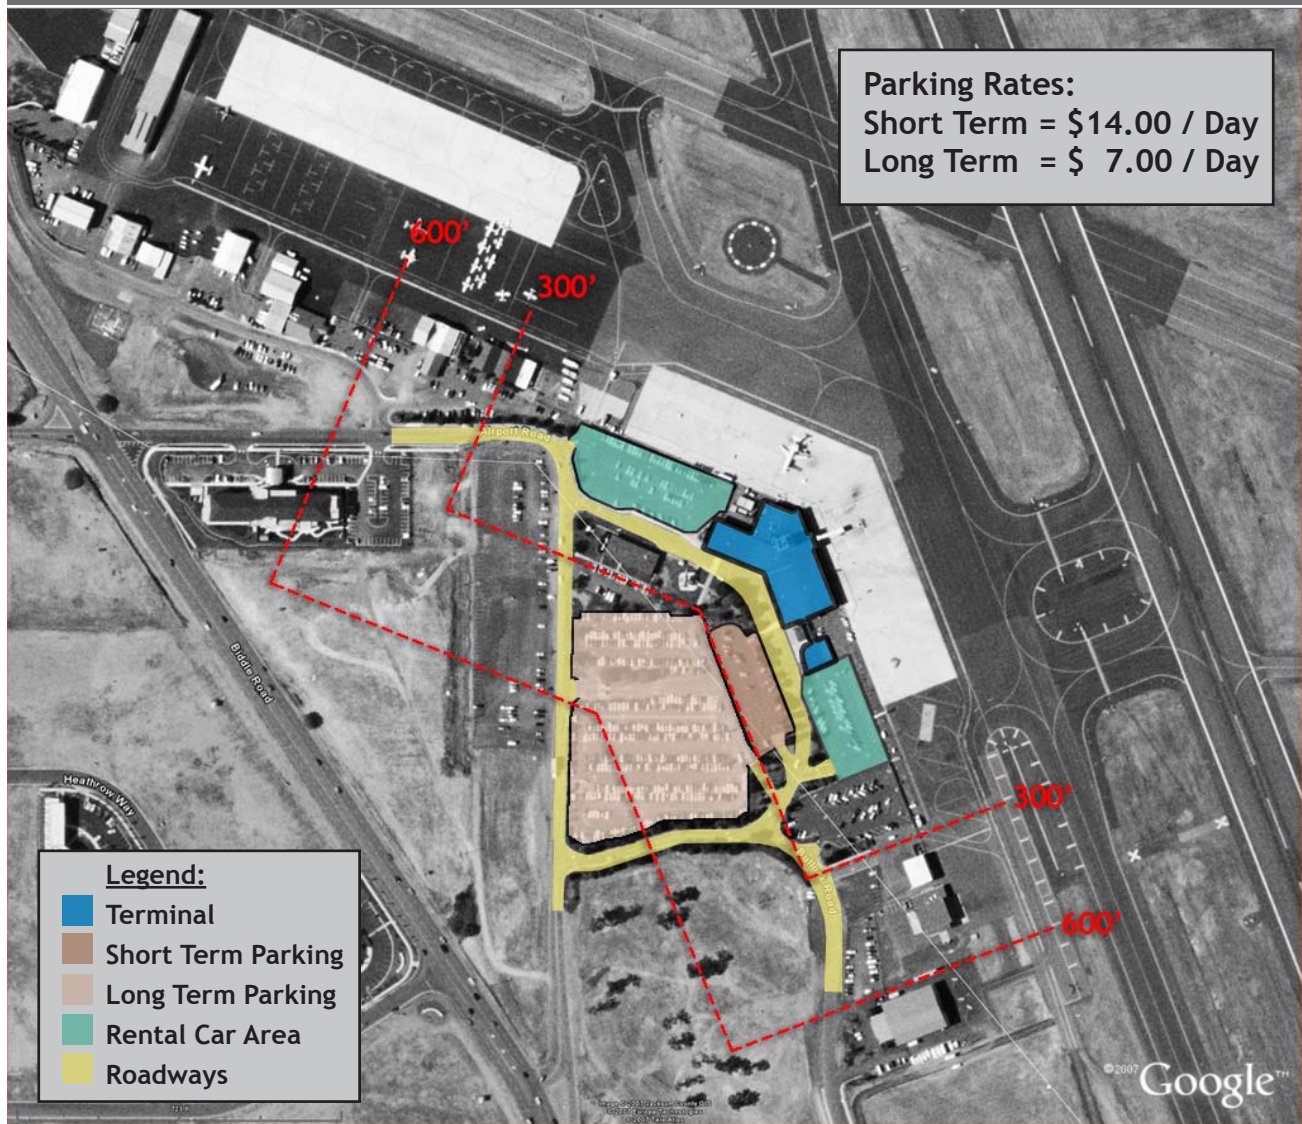 Parking Rates:
Short Term = $14.00 / Day
Long Term = $ 7.00 / Day
600'
300'
Airport Road
Biddle Road
Heathrow Way
300'
Road
600'
Legend:
Terminal
Short Term Parking
Long Term Parking
Rental Car Area
Roadways
©2007 Google™